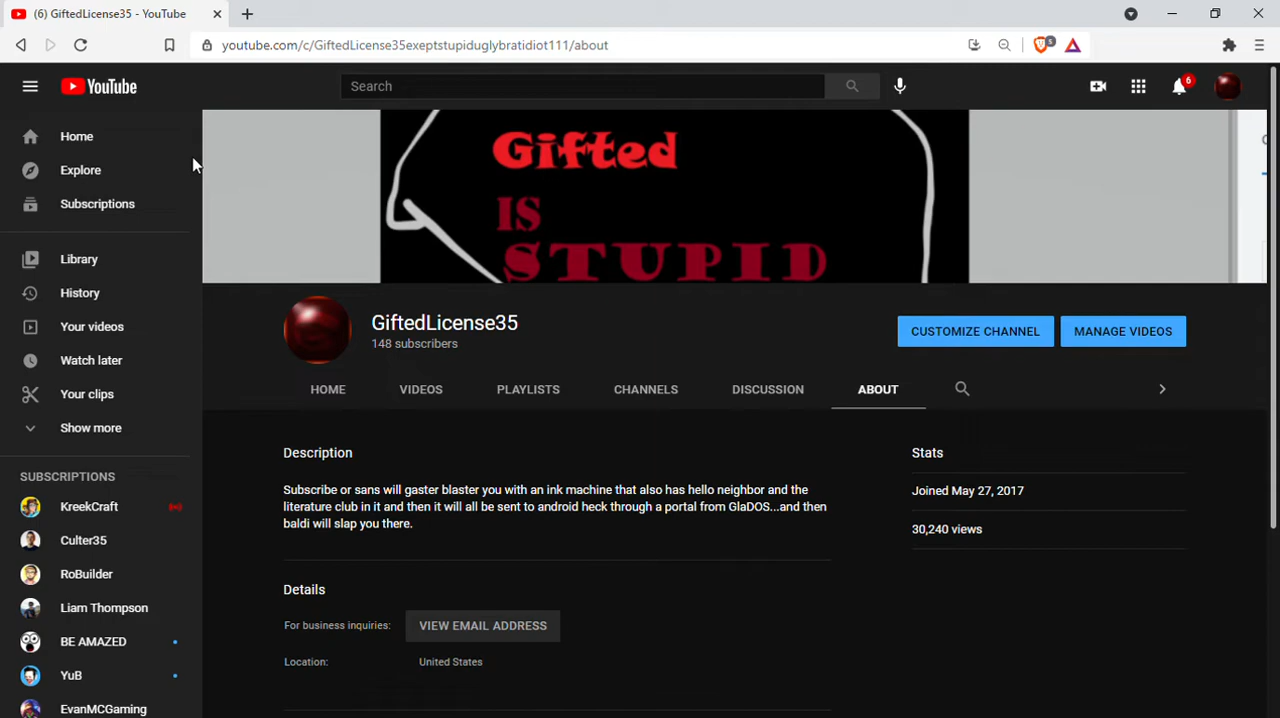 (6) GiftedLicense35 - YouTube
youtube.com/c/GiftedLicense35exeptstupiduglybratidiot111/about
5
YouTube
Search
6
Home
Explore
Subscriptions
Library
History
Your videos
Watch later
Your clips
Show more
SUBSCRIPTIONS
KreekCraft
Culter35
RoBuilder
Liam Thompson
BE AMAZED
YuB
EvanMCGaming
Gifted
IS
STUPID
GiftedLicense35
148 subscribers
CUSTOMIZE CHANNEL
MANAGE VIDEOS
HOME VIDEOS PLAYLISTS CHANNELS DISCUSSION ABOUT
Description
Subscribe or sans will gaster blaster you with an ink machine that also has hello neighbor and the
literature club in it and then it will all be sent to android heck through a portal from GlaDOS...and then
baldi will slap you there.
Details
For business inquiries: VIEW EMAIL ADDRESS
Location: United States
Stats
Joined May 27, 2017
30,240 views